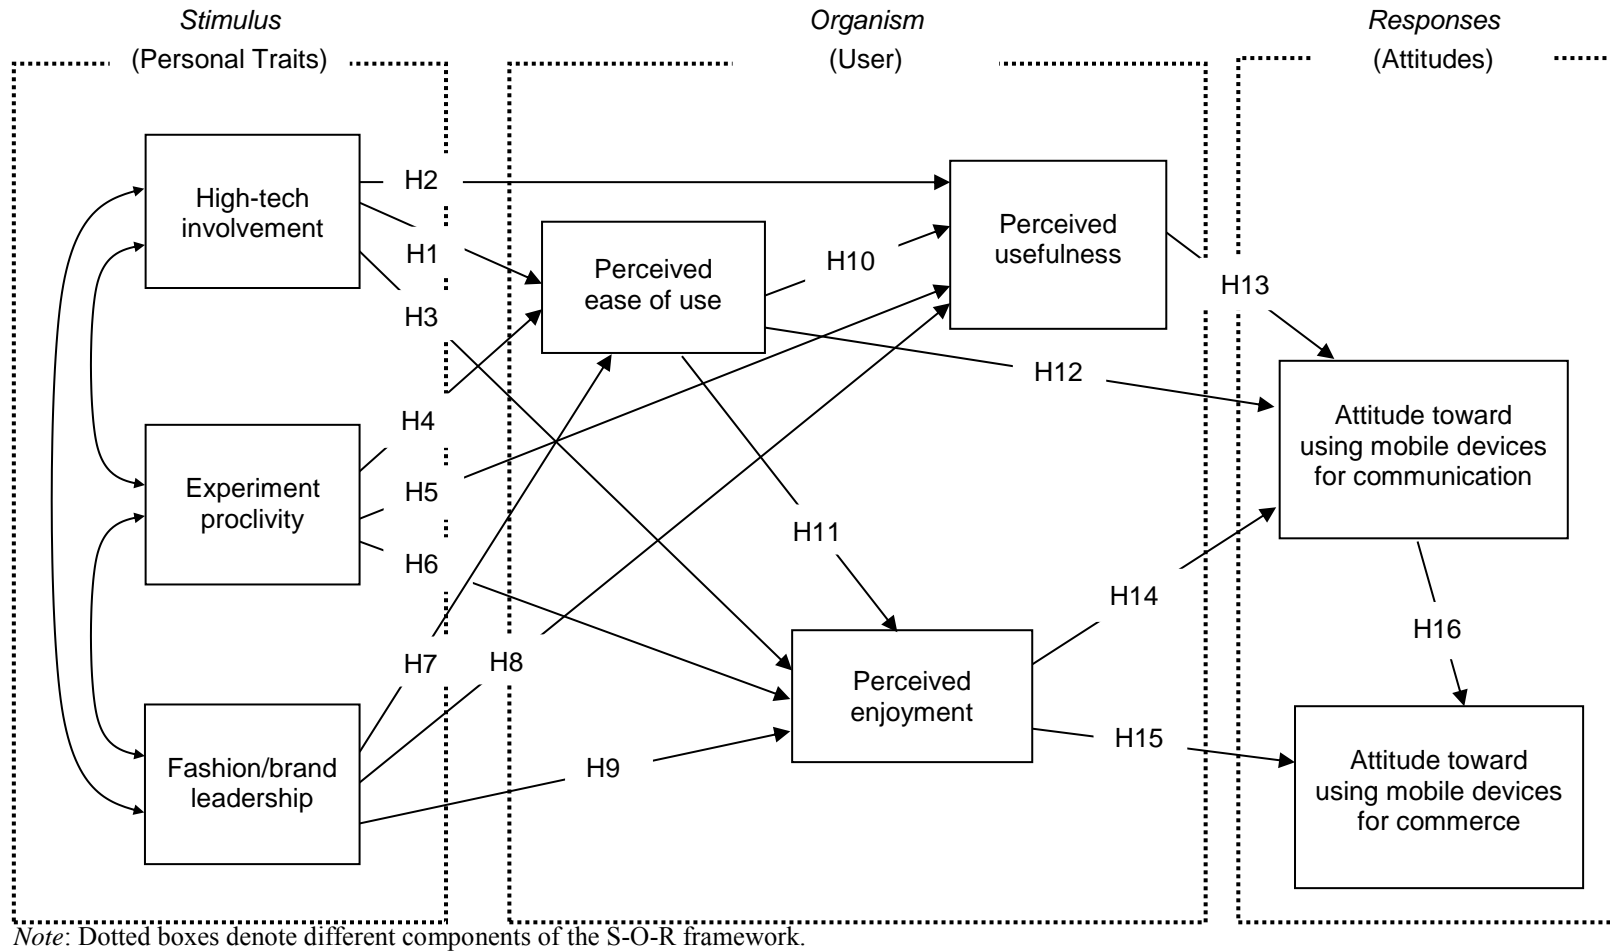 Stimulus
(Personal Traits)
Organism
(User)
Responses
(Attitudes)
High-tech
involvement
Experiment
proclivity
Fashion/brand
leadership
H2
H1
H3
H4
H5
H6
H7
H8
H9
Perceived
ease of use
H10
H11
H12
Perceived
usefulness
Perceived
enjoyment
H13
H14
H15
Attitude toward
using mobile devices
for communication
H16
Attitude toward
using mobile devices
for commerce
Note: Dotted boxes denote different components of the S-O-R framework.